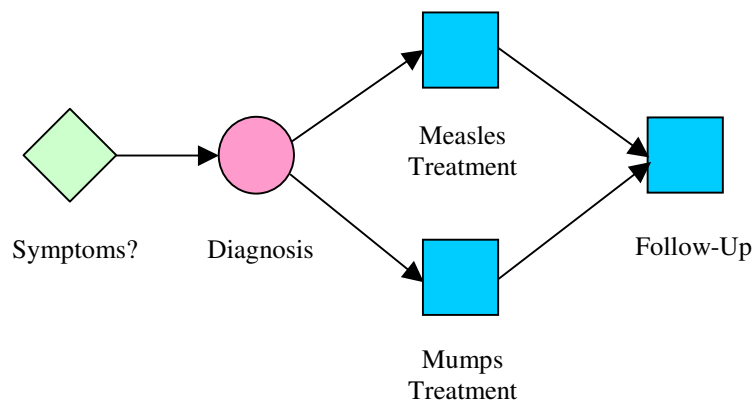 Symptoms?
Diagnosis
Measles
Treatment
Mumps
Treatment
Follow-Up